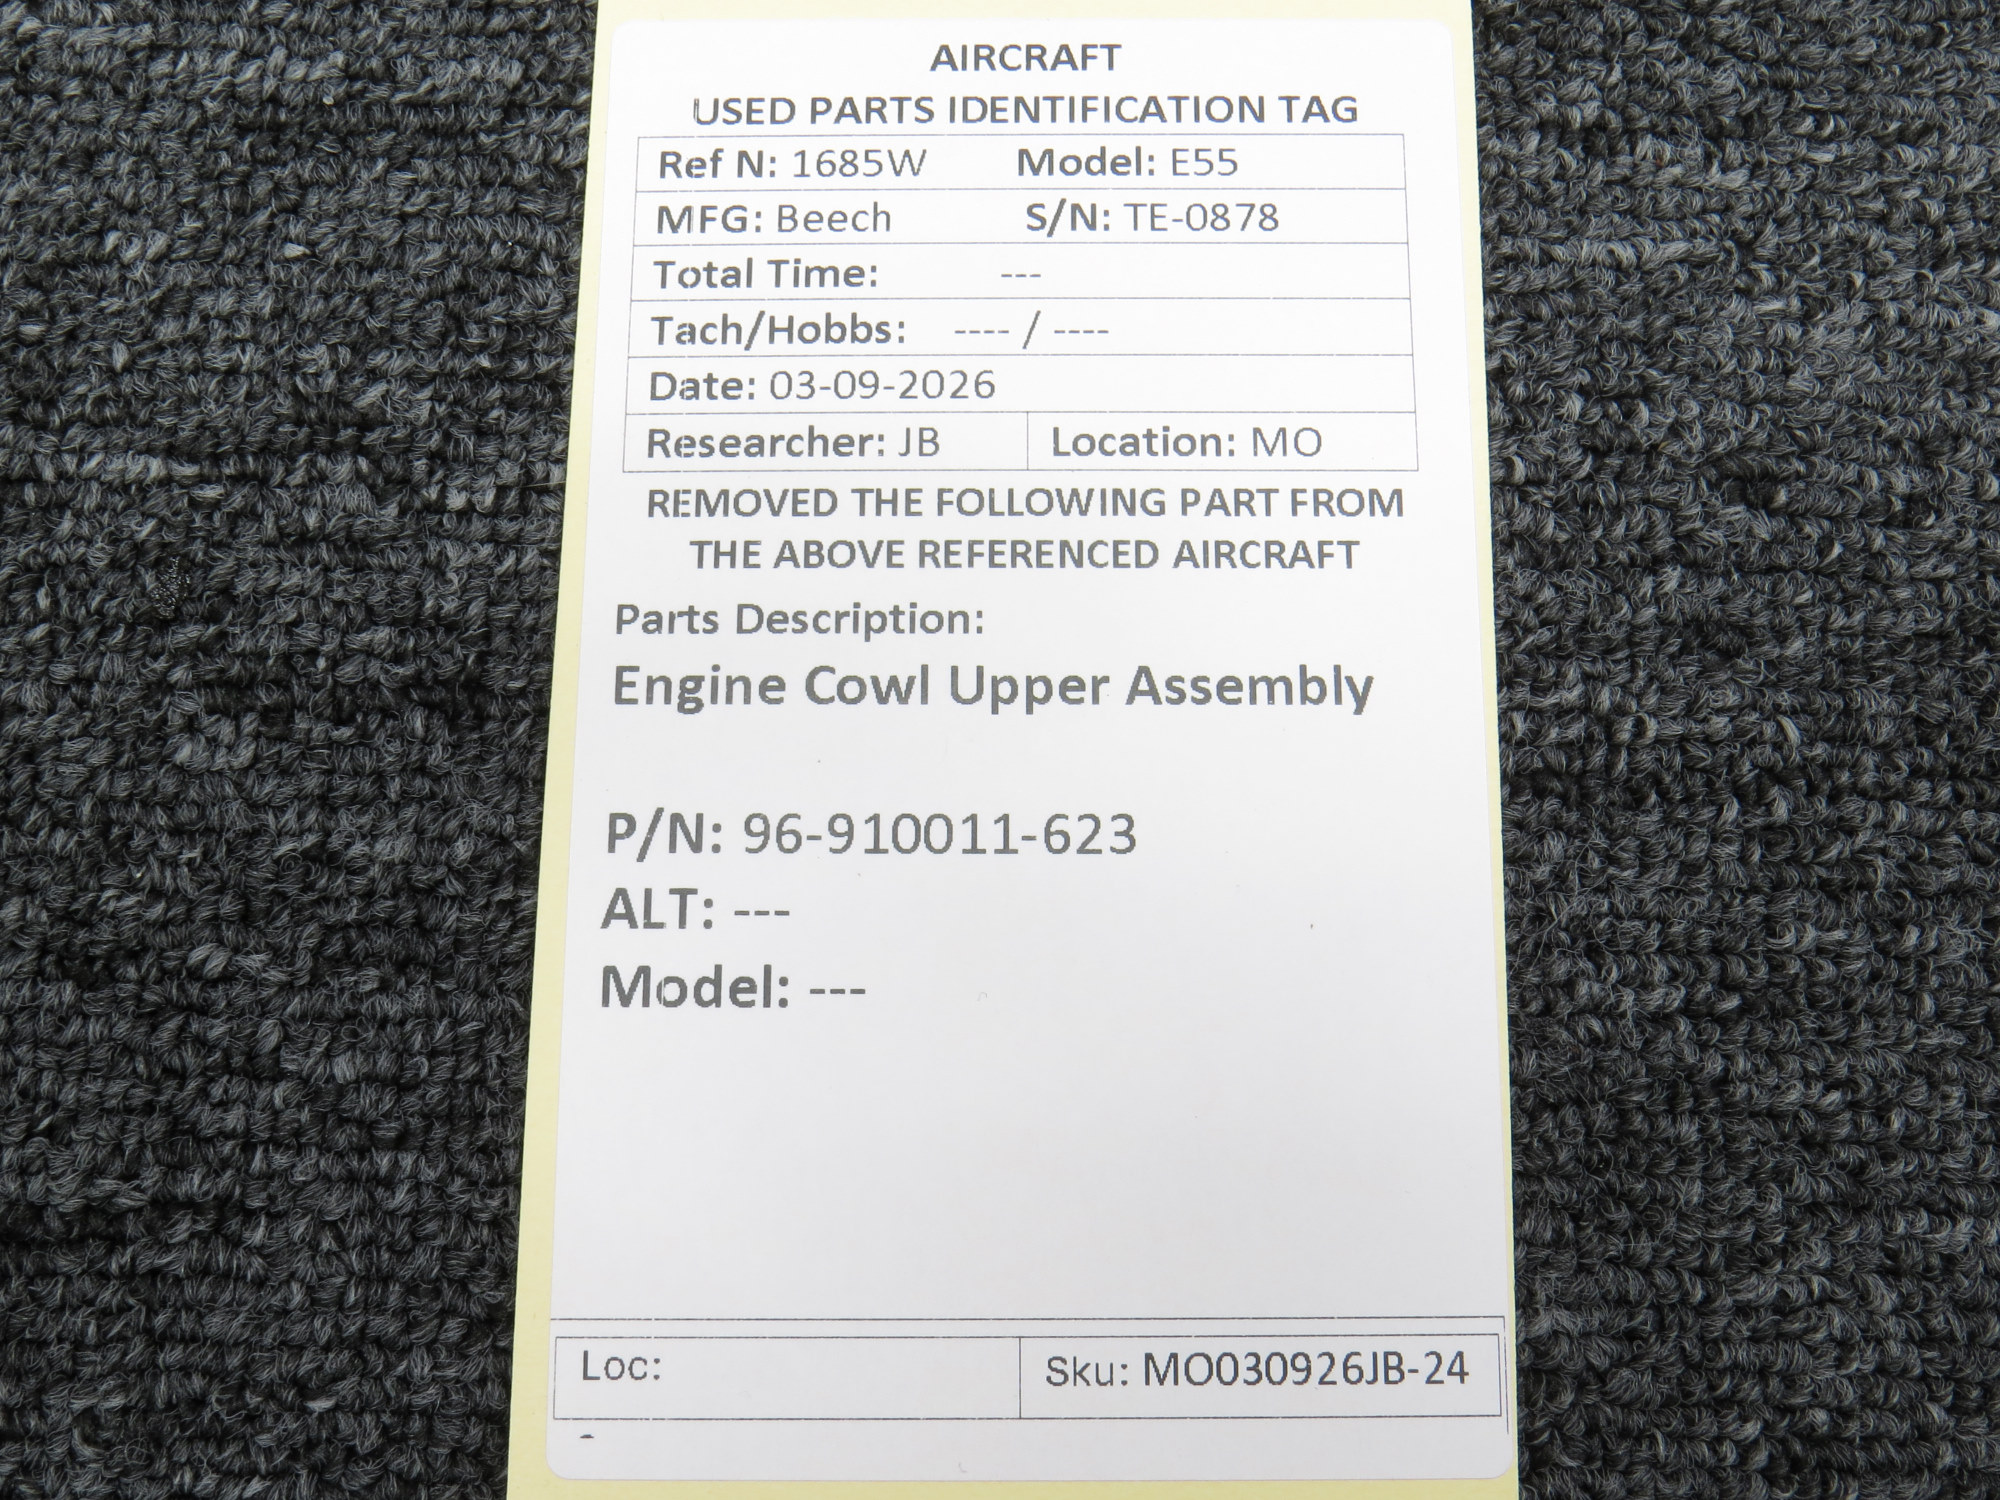 AIRCRAFT
USED PARTS IDENTIFICATION TAG
Ref N: 1685W Model: E55
MFG: Beech S/N: TE-0878
Total Time: ---
Tach/Hobbs: ---- / ----
Date: 03-09-2026
Researcher: JB Location: MO
REMOVED THE FOLLOWING PART FROM
THE ABOVE REFERENCED AIRCRAFT
Parts Description:
Engine Cowl Upper Assembly
P/N: 96-910011-623
ALT: ---
Model: ---
Loc: Sku: MO030926JB-24